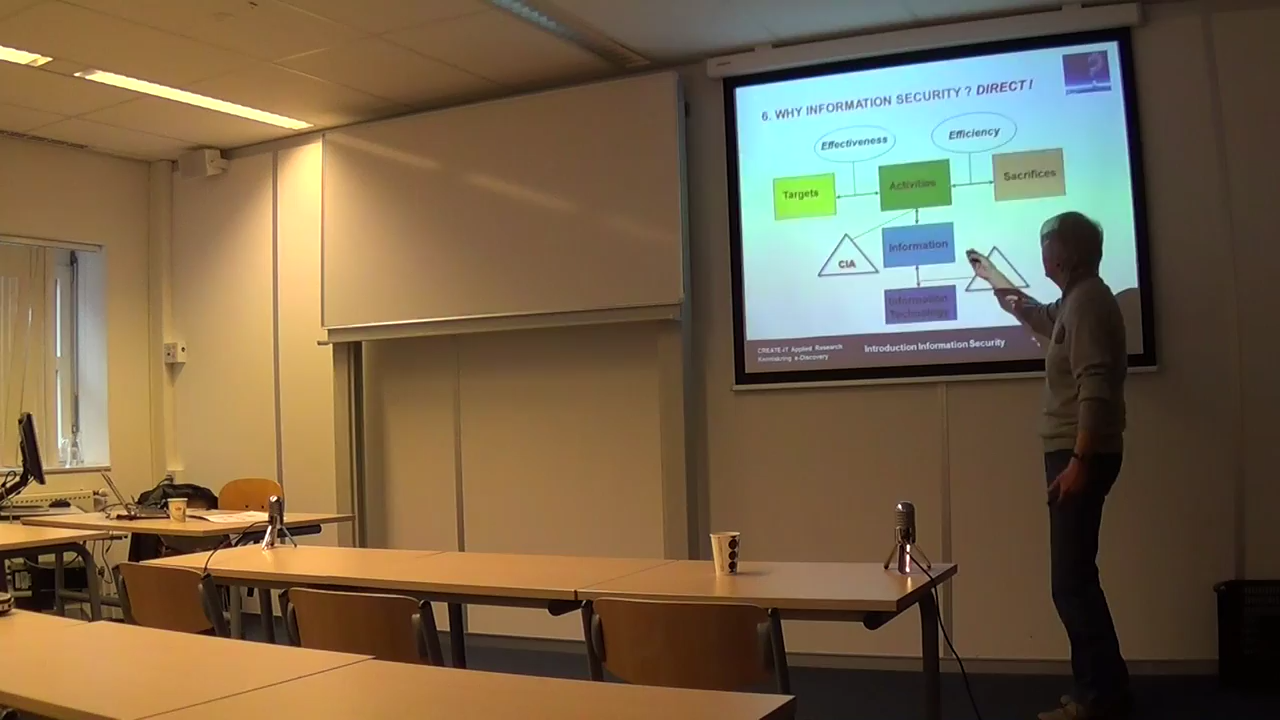 6. WHY INFORMATION SECURITY ? DIRECT !
Effectiveness
Efficiency
Targets
Activities
Sacrifices
Information
CIA
Information
Technology
CREATE-IT Applied Research
Kenniskring e-Discovery
Introduction Information Security